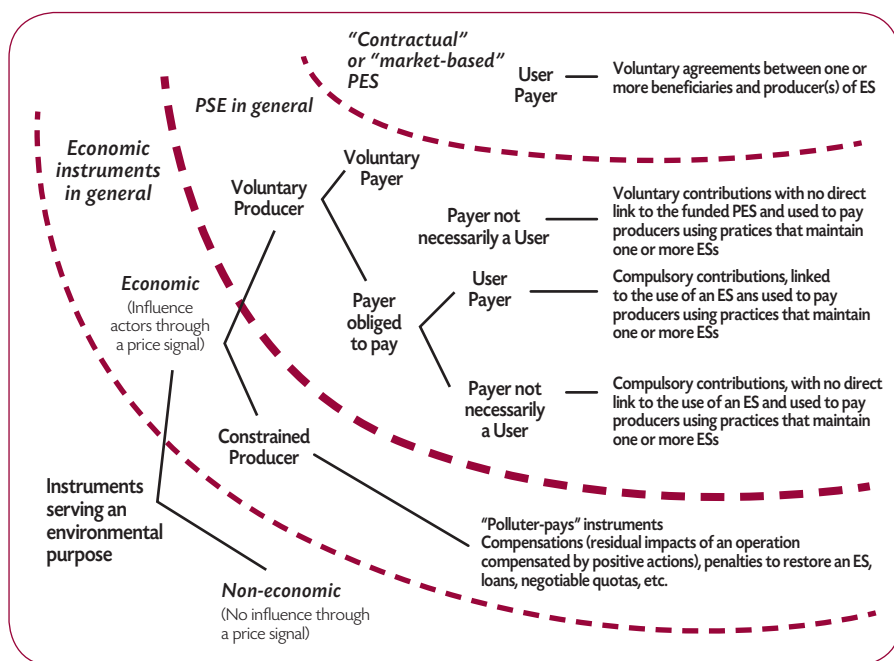 “Contractual”
or “market-based”
PES
User
Payer
Voluntary agreements between one or
more beneficiaries and producer(s) of ES
PSE in general
Economic
instruments
in general
Voluntary
Payer
Voluntary
Producer
Payer not
necessarily a User
Voluntary contributions with no direct
link to the funded PES and used to pay
producers using pratices that maintain
one or more ESs
Economic
(Influence
actors through
a price signal)
Payer
obliged
to pay
User
Payer
Compulsory contributions, linked
to the use of an ES ans used to pay
producers using practices that maintain
one or more ESs
Payer not
necessarily
a User
Compulsory contributions, with no direct
link to the use of an ES and used to pay
producers using practices that maintain
one or more ESs
Constrained
Producer
Instruments
serving an
environmental
purpose
“Polluter-pays” instruments
Compensations (residual impacts of an operation
compensated by positive actions), penalties to restore an ES,
loans, negotiable quotas, etc.
Non-economic
(No influence through
a price signal)